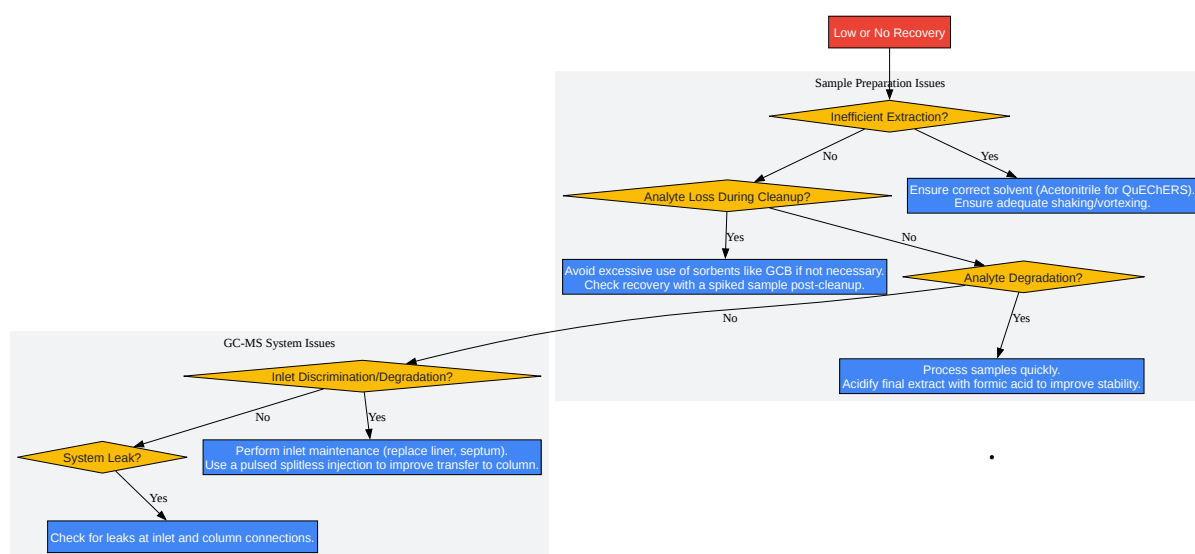 Low or No Recovery
Sample Preparation Issues
Inefficient Extraction?
No
Yes
Ensure correct solvent (Acetonitrile for QuEChERS).
Ensure adequate shaking/vortexing.
Analyte Loss During Cleanup?
Yes
No
Avoid excessive use of sorbents like GCB if not necessary.
Check recovery with a spiked sample post-cleanup.
Analyte Degradation?
No
Yes
Process samples quickly.
Acidify final extract with formic acid to improve stability.
GC-MS System Issues
Inlet Discrimination/Degradation?
No
Yes
Perform inlet maintenance (replace liner, septum).
Use a pulsed splitless injection to improve transfer to column.
System Leak?
Yes
Check for leaks at inlet and column connections.